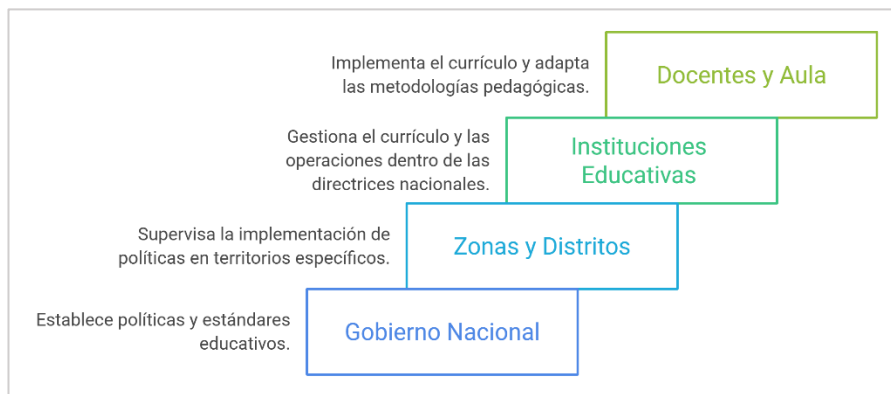 Implementa el currículo y adapta
las metodologías pedagógicas.
Docentes y Aula
Gestiona el currículo y las
operaciones dentro de las
directrices nacionales.
Instituciones
Educativas
Supervisa la implementación de
políticas en territorios específicos.
Zonas y Distritos
Establece políticas y estándares
educativos.
Gobierno Nacional